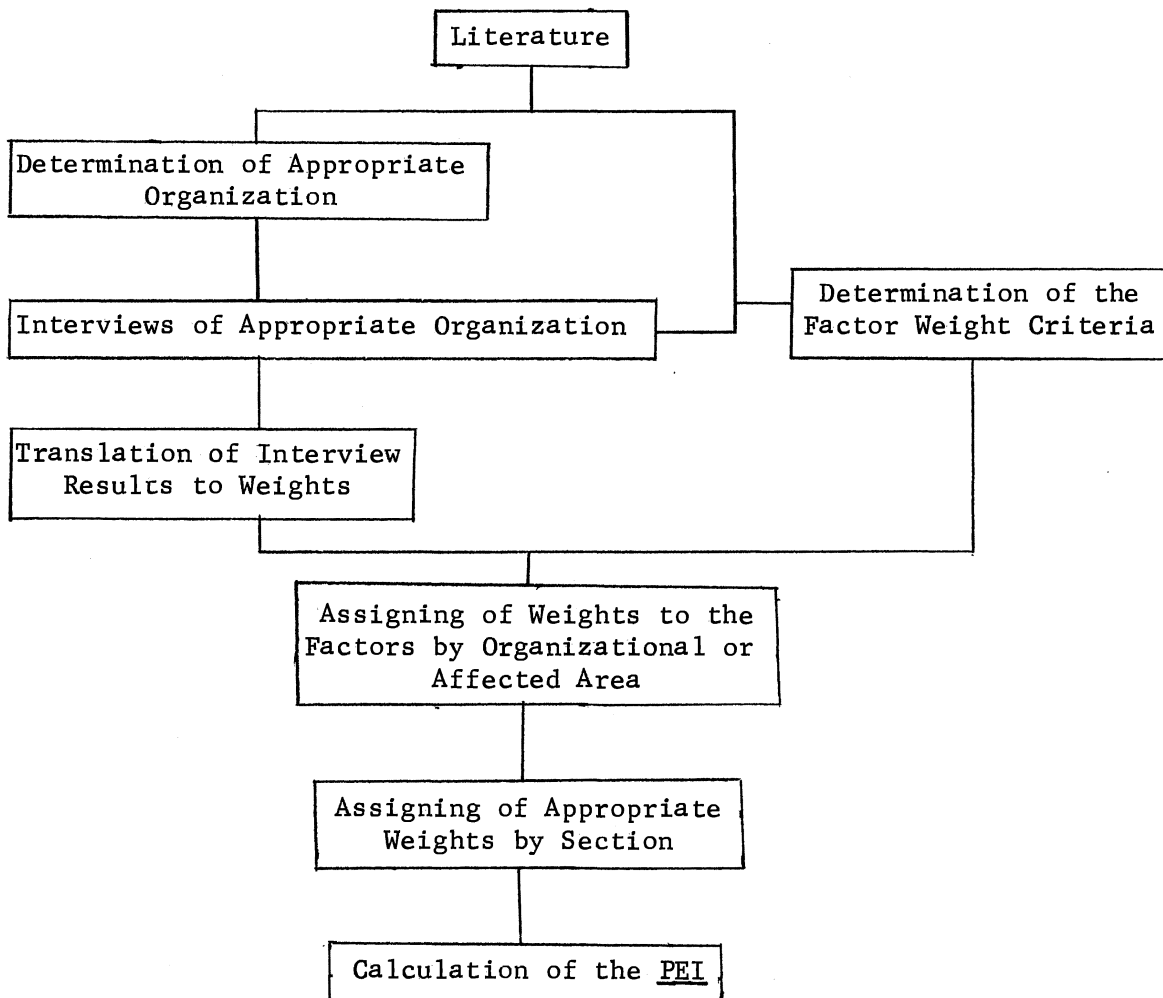 Literature
Determination of Appropriate
Organization
Interviews of Appropriate Organization
Determination of the
Factor Weight Criteria
Translation of Interview
Results to Weights
Assigning of Weights to the
Factors by Organizational or
Affected Area
Assigning of Appropriate
Weights by Section
Calculation of the PEI